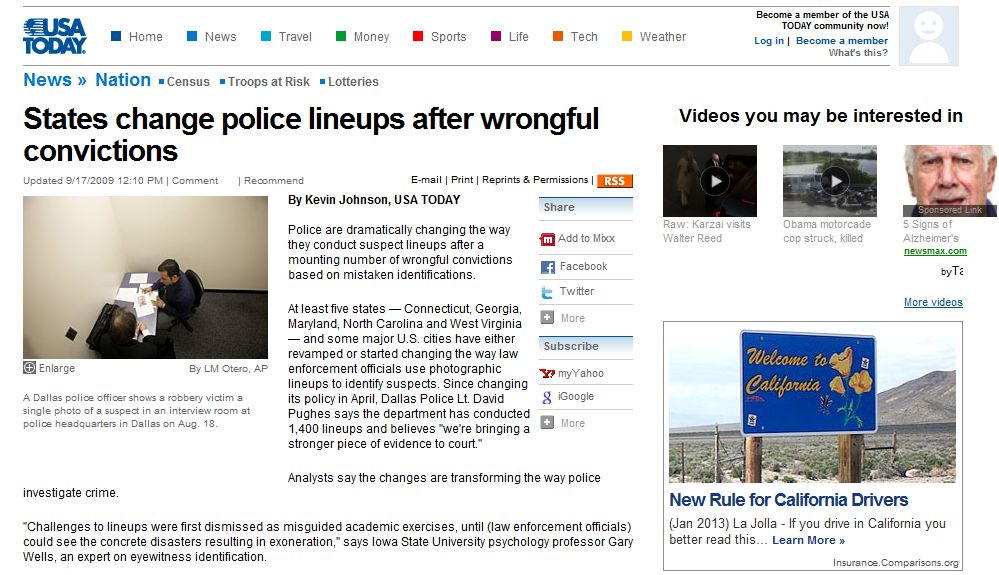 USA
TODAY
Home
News
Travel
Money
Sports
Life
Tech
Weather
Become a member of the USA
TODAY community now!
Log in | Become a member
What's this?
News » Nation ▪ Census ▪ Troops at Risk ▪ Lotteries
States change police lineups after wrongful
convictions
Updated 9/17/2009 12:10 PM | Comment | Recommend
E-mail | Print | Reprints & Permissions | RSS
Enlarge
By LM Otero, AP
A Dallas police officer shows a robbery victim a
single photo of a suspect in an interview room at
police headquarters in Dallas on Aug. 18.
By Kevin Johnson, USA TODAY
Police are dramatically changing the way
they conduct suspect lineups after a
mounting number of wrongful convictions
based on mistaken identifications.
At least five states — Connecticut, Georgia,
Maryland, North Carolina and West Virginia
— and some major U.S. cities have either
revamped or started changing the way law
enforcement officials use photographic
lineups to identify suspects. Since changing
its policy in April, Dallas Police Lt. David
Pughes says the department has conducted
1,400 lineups and believes "we're bringing a
stronger piece of evidence to court."
Analysts say the changes are transforming the way police
investigate crime.
"Challenges to lineups were first dismissed as misguided academic exercises, until (law enforcement officials)
could see the concrete disasters resulting in exoneration," says Iowa State University psychology professor Gary
Wells, an expert on eyewitness identification.
Share
Add to Mixx
Facebook
Twitter
More
Subscribe
myYahoo
iGoogle
More
Videos you may be interested in
Raw: Karzai visits
Walter Reed
Obama motorcade
cop struck, killed
Sponsored Link
5 Signs of
Alzheimer's
newsmax.com
by Ta
More videos
Welcome to
California
New Rule for California Drivers
(Jan 2013) La Jolla - If you drive in California you
better read this… Learn More »
Insurance.Comparisons.org